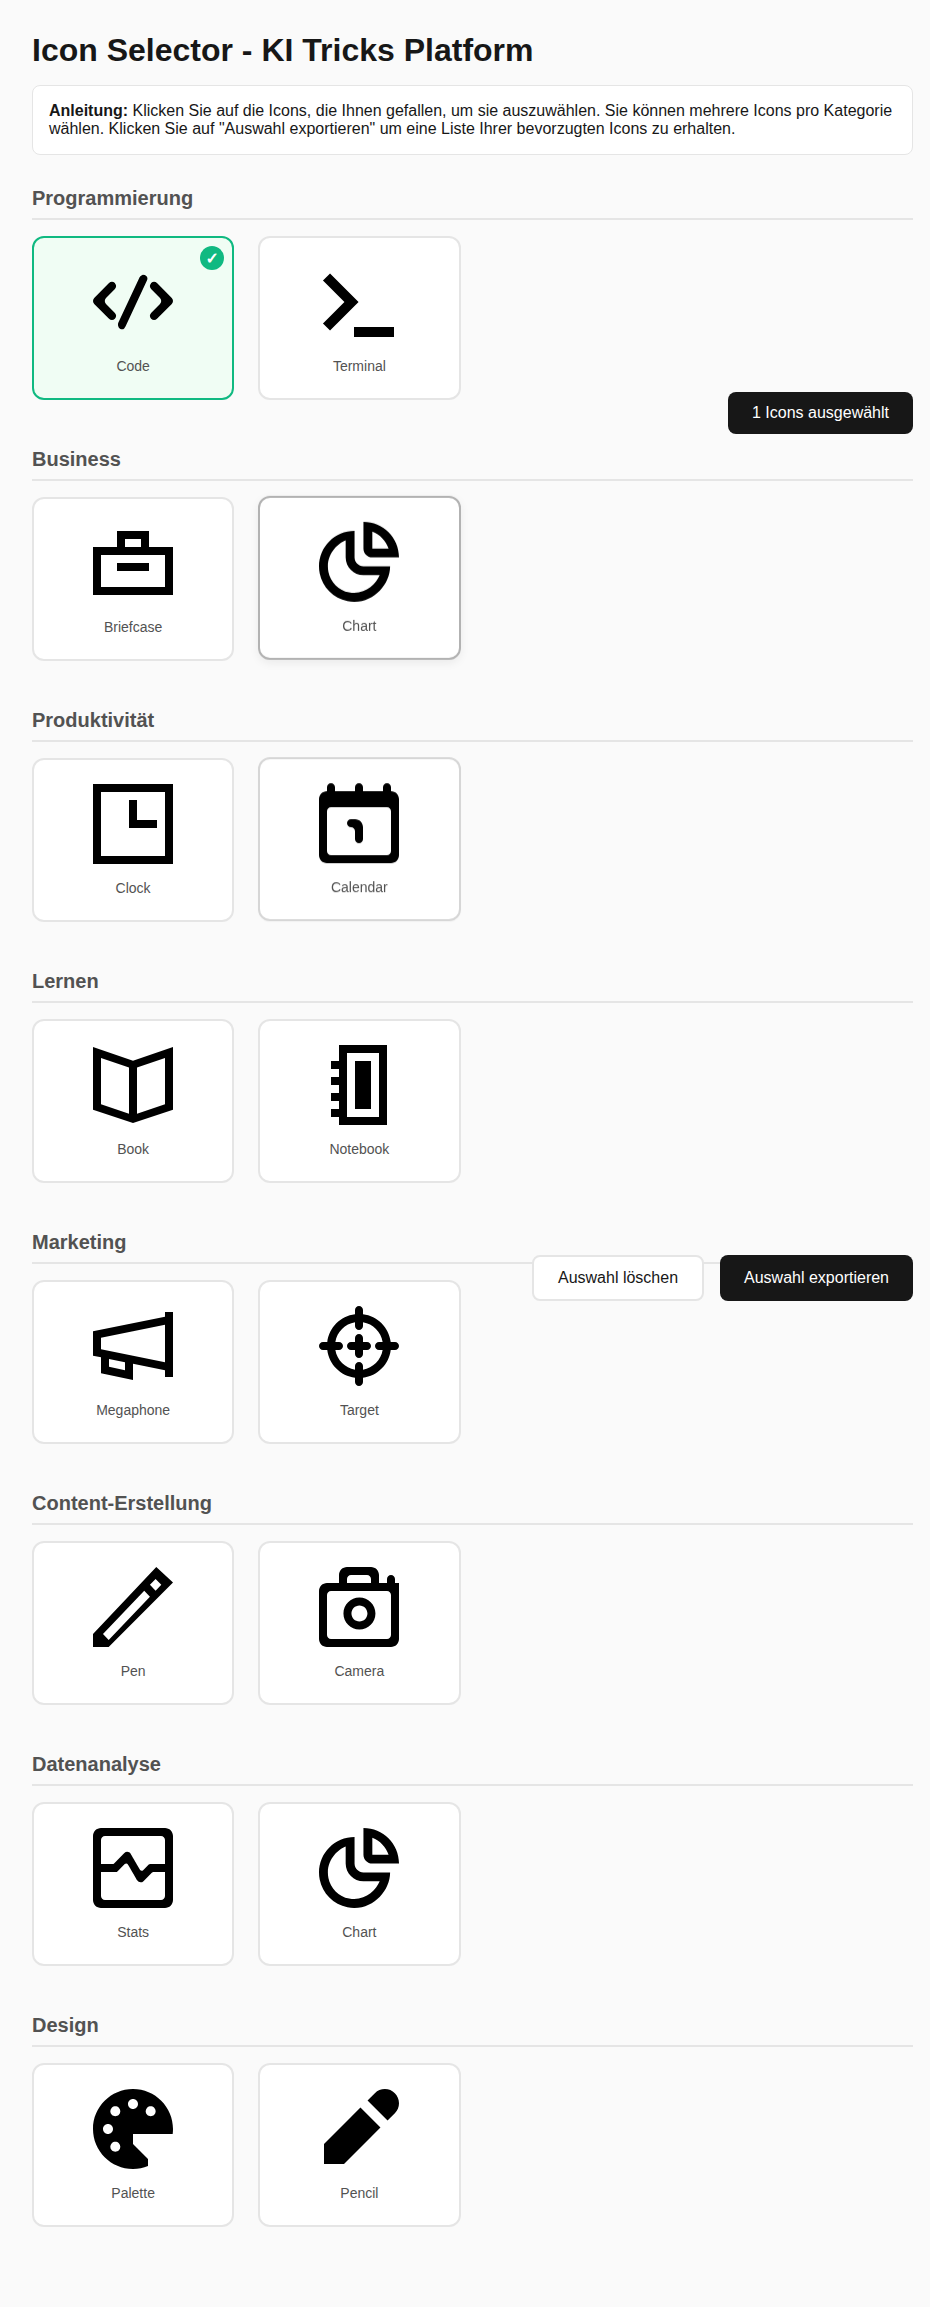 Icon Selector - KI Tricks Platform
Anleitung: Klicken Sie auf die Icons, die Ihnen gefallen, um sie auszuwählen. Sie können mehrere Icons pro Kategorie
wählen. Klicken Sie auf "Auswahl exportieren" um eine Liste Ihrer bevorzugten Icons zu erhalten.
Programmierung
Code
Terminal
1 Icons ausgewählt
Business
Briefcase
Chart
Produktivität
Clock
Calendar
Lernen
Book
Notebook
Marketing
Auswahl löschen
Auswahl exportieren
Megaphone
Target
Content-Erstellung
Pen
Camera
Datenanalyse
Stats
Chart
Design
Palette
Pencil